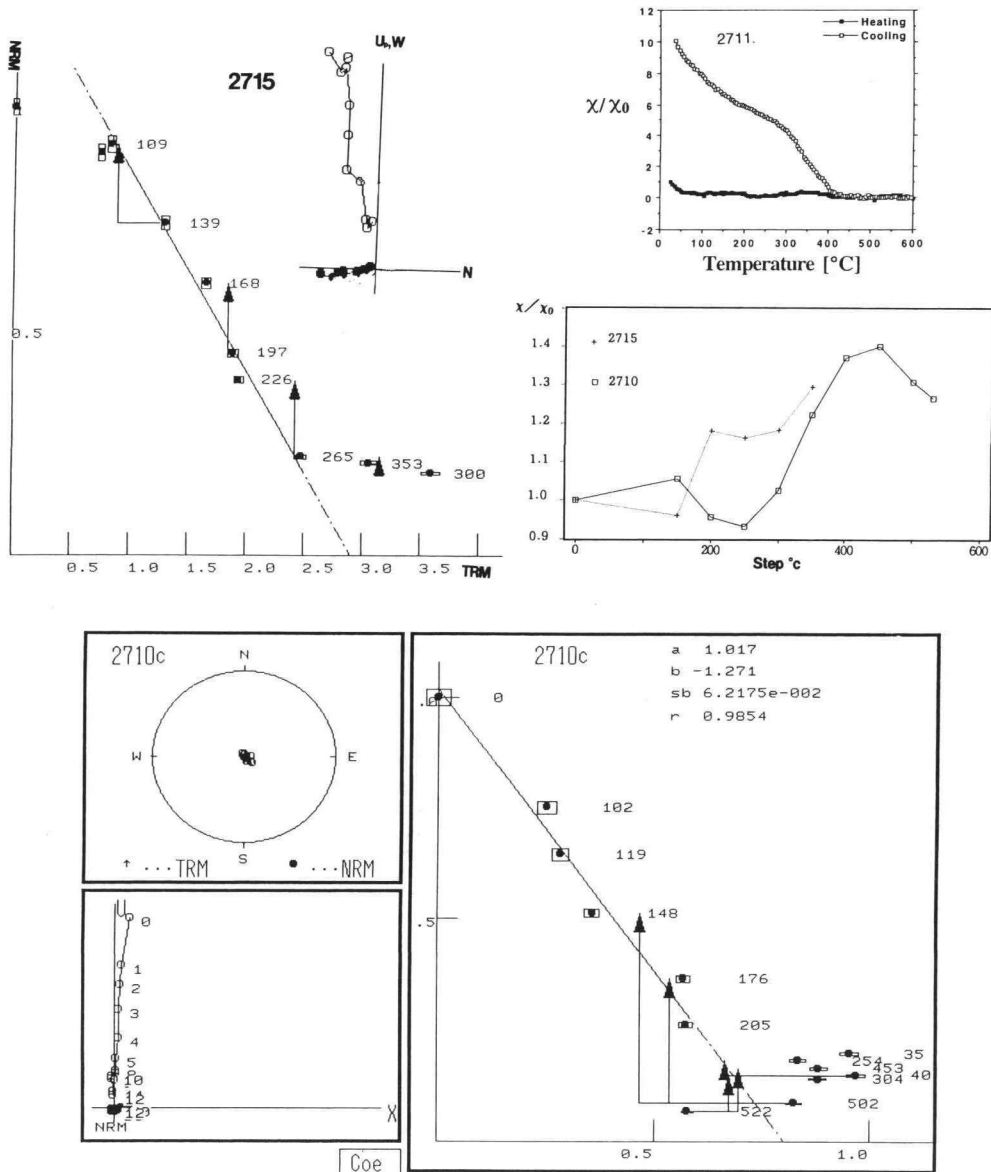 NRM
2715
U,W
109
139
168
0.5
197
226
265
353
300
N
0.5 1.0 1.5 2.0 2.5 3.0 3.5 TRM
2711.
Heating
Cooling
χ/χ0
12
10
8
6
4
2
0
-2
0 100 200 300 400 500 600
Temperature [°C]
χ/χ0
+ 2715
2710
1.4
1.3
1.2
1.1
1.0
0.9
0 200 400 600
Step °c
2710c
N
W
E
S
↑ ...TRM ● ...NRM
U
0
1
2
3
4
5
10
12
X
NRM
Coe
2710c
a 1.017
b -1.271
sb 6.2175e-002
r 0.9854
0
102
119
.5
148
176
205
254
35
453
304
40
502
522
0.5 1.0